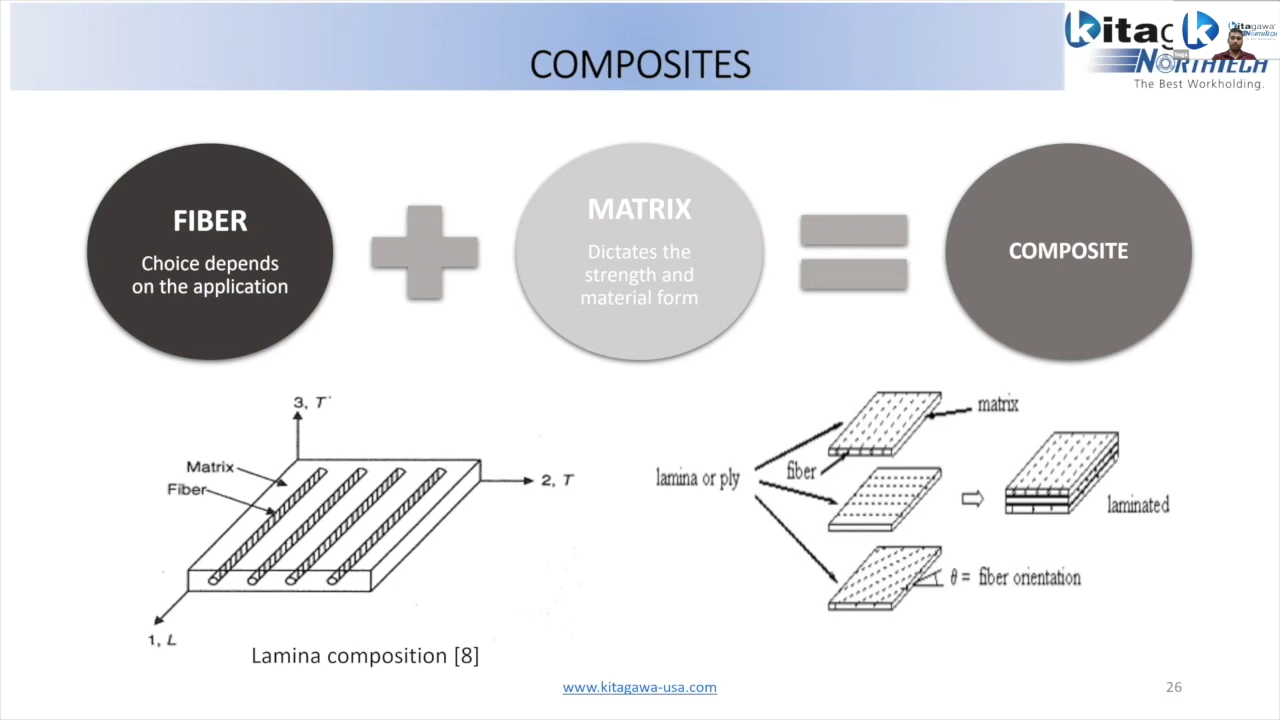 COMPOSITES
kitag
NORTHTECH
The Best Workholding.
FIBER
Choice depends
on the application
MATRIX
Dictates the
strength and
material form
COMPOSITE
3, T'
Matrix
Fiber
2, T
1, L
Lamina composition [8]
matrix
lamina or ply
fiber
laminated
θ = fiber orientation
www.kitagawa-usa.com
26